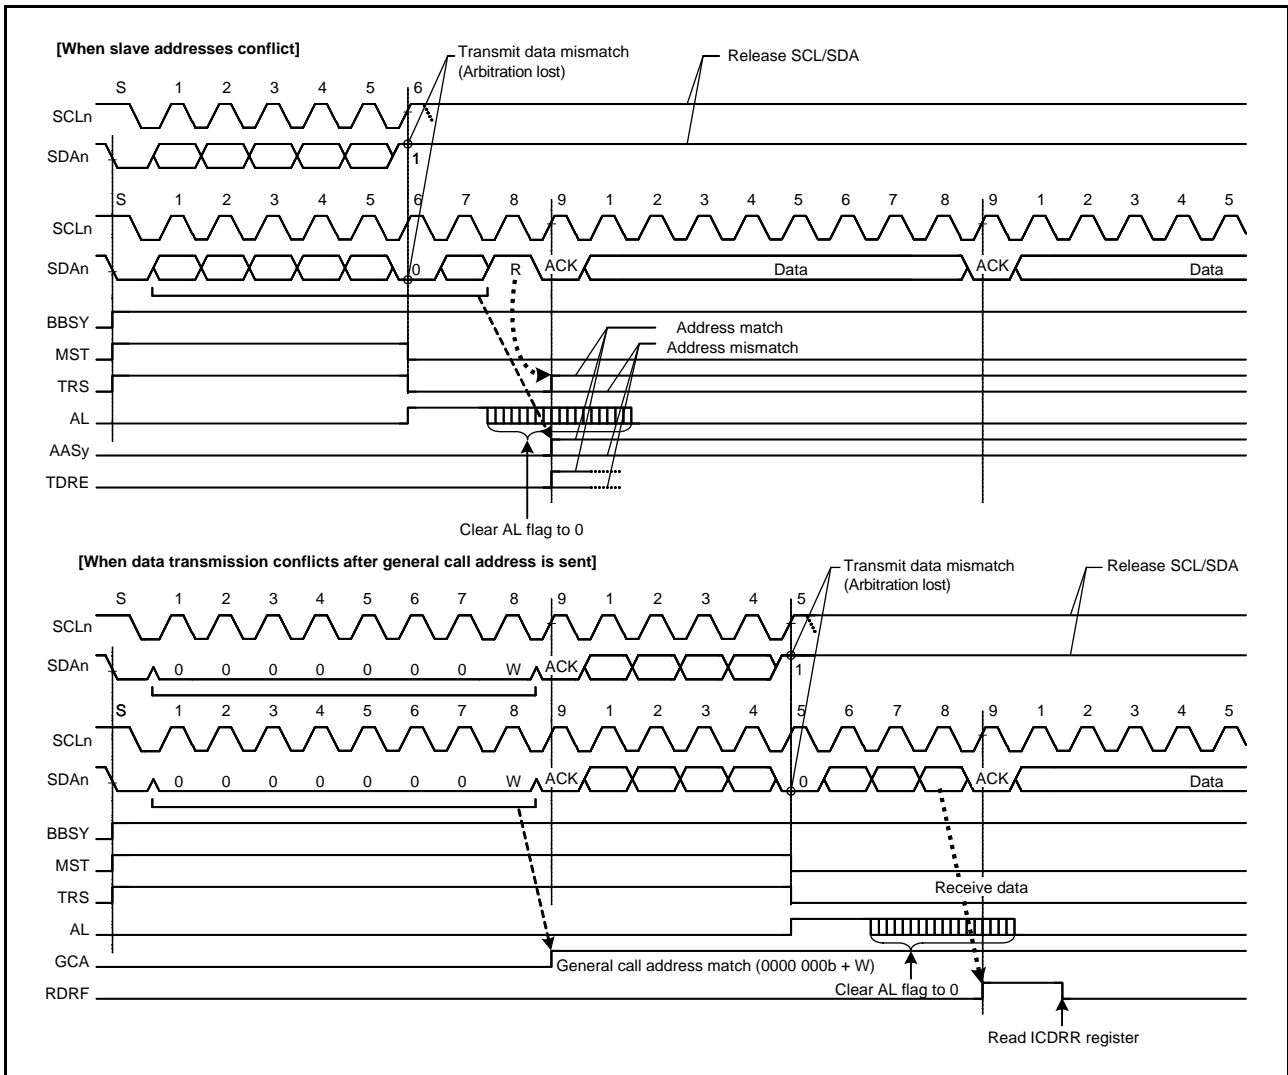 [When slave addresses conflict]
Transmit data mismatch
(Arbitration lost)
Release SCL/SDA
S 1 2 3 4 5 6
SCLn
SDAn 1
S 1 2 3 4 5 6 7 8 9 1 2 3 4 5 6 7 8 9 1 2 3 4 5
SCLn
SDAn 0 R ACK Data ACK Data
BBSY
Address match
MST
Address mismatch
TRS
AL
AASy
TDRE
Clear AL flag to 0
[When data transmission conflicts after general call address is sent]
Transmit data mismatch
(Arbitration lost)
Release SCL/SDA
S 1 2 3 4 5 6 7 8 9 1 2 3 4 5
SCLn
SDAn 0 0 0 0 0 0 0 W ACK 1
S 1 2 3 4 5 6 7 8 9 1 2 3 4 5 6 7 8 9 1 2 3 4 5
SCLn
SDAn 0 0 0 0 0 0 0 W ACK 0 ACK Data
BBSY
MST
Receive data
TRS
AL
GCA
General call address match (0000 000b + W)
Clear AL flag to 0
RDRF
Read ICDRR register